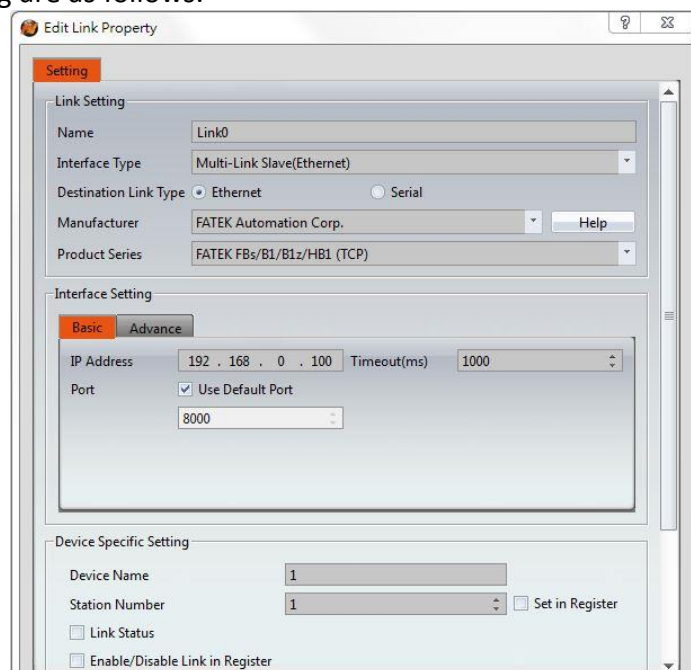 g are as follows.
Edit Link Property
Setting
Link Setting
Name Link0
Interface Type Multi-Link Slave(Ethernet)
Destination Link Type Ethernet Serial
Manufacturer FATEK Automation Corp. Help
Product Series FATEK FBs/B1/B1z/HB1 (TCP)
Interface Setting
Basic Advance
IP Address 192 . 168 . 0 . 100 Timeout(ms) 1000
Port Use Default Port
8000
Device Specific Setting
Device Name 1
Station Number 1 Set in Register
Link Status
Enable/Disable Link in Register